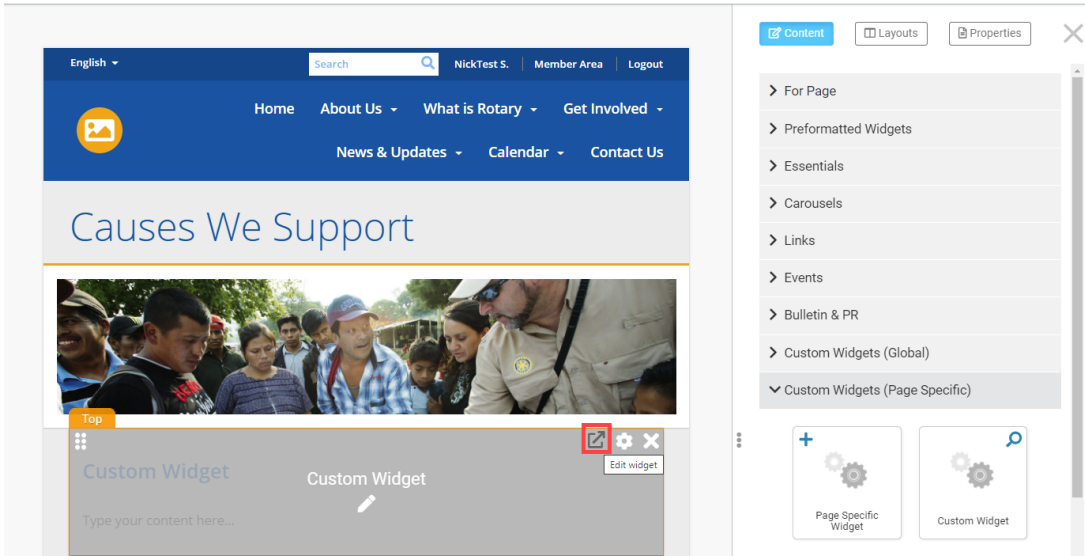 English
Search
NickTest S.
Member Area
Logout
Home
About Us
What is Rotary
Get Involved
News & Updates
Calendar
Contact Us
Causes We Support
Top
Custom Widget
Custom Widget
Edit widget
Type your content here...
Content
Layouts
Properties
For Page
Preformatted Widgets
Essentials
Carousels
Links
Events
Bulletin & PR
Custom Widgets (Global)
Custom Widgets (Page Specific)
Page Specific
Widget
Custom Widget